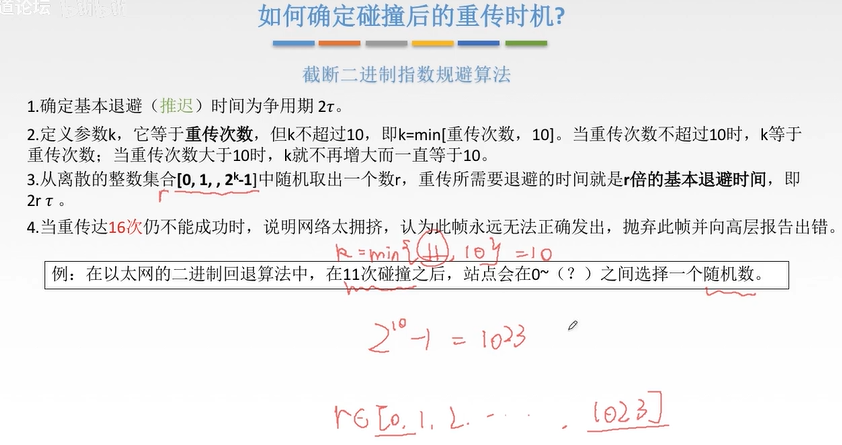 道论坛
如何确定碰撞后的重传时机?
截断二进制指数规避算法
1.确定基本退避（推迟）时间为争用期 2τ。
2.定义参数k，它等于重传次数，但k不超过10，即k=min[重传次数，10]。当重传次数不超过10时，k等于
重传次数；当重传次数大于10时，k就不再增大而一直等于10。
3.从离散的整数集合[0, 1, , 2ᵏ-1]中随机取出一个数r，重传所需要退避的时间就是r倍的基本退避时间，即
r
2r τ 。
4.当重传达16次仍不能成功时，说明网络太拥挤，认为此帧永远无法正确发出，抛弃此帧并向高层报告出错。
k = min{11, 10} = 10
例：在以太网的二进制回退算法中，在11次碰撞之后，站点会在0~（？）之间选择一个随机数。
2¹⁰-1 = 1023
r∈[0, 1, 2, ······. 1023]